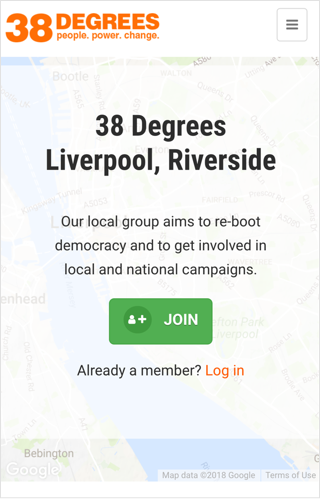 38 DEGREES
people. power. change.
Bootle
38 Degrees
Liverpool, Riverside
Our local group aims to re-boot
democracy and to get involved in
local and national campaigns.
JOIN
Already a member? Log in
Bebington
Google
Map data ©2018 Google
Terms of Use